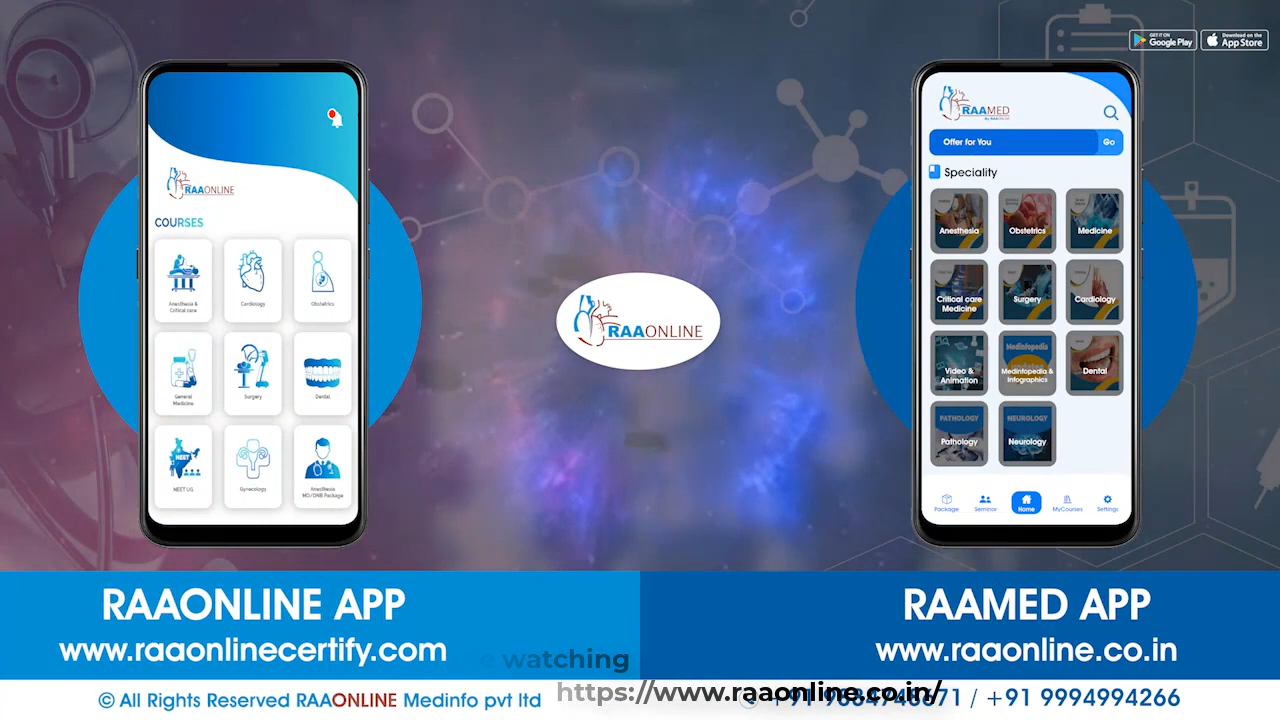 GET IT ON
Google Play
Download on the
App Store
RAAONLINE
COURSES
Anesthesia &
Critical care
Cardiology
Obstetrics
General
Medicine
Surgery
Dental
NEET
NEET UG
Gynecology
Anesthesia
MD/DNB Package
RAAONLINE
RAAMED
By RAAONLINE
Offer for You
Go
Speciality
Anesthesia
Obstetrics
Medicine
Critical care
Medicine
Surgery
Cardiology
Video &
Animation
Medinfopedia
Medinfopedia &
Infographics
Dental
PATHOLOGY
Pathology
NEUROLOGY
Neurology
Package
Seminar
Home
MyCourses
Settings
RAAONLINE APP
www.raaonlinecertify.com
RAAMED APP
www.raaonline.co.in
watching
https://www.raaonline.co.in/
© All Rights Reserved RAAONLINE Medinfo pvt ltd
/ +91 9994994266